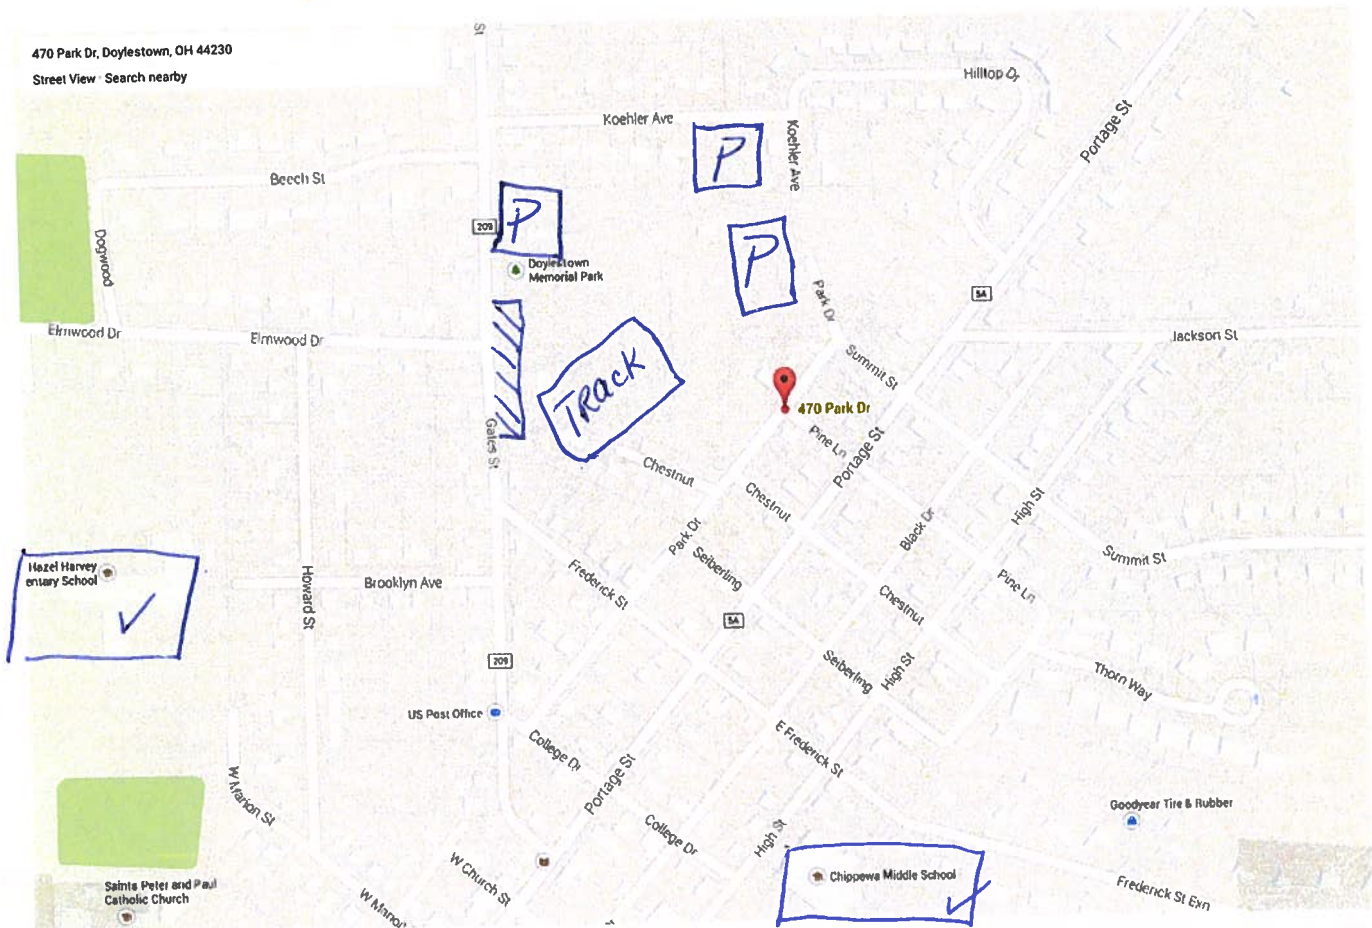 470 Park Dr, Doylestown, OH 44230
Street View · Search nearby
St
Hilltop Dr
Koehler Ave
Portage St
P
Koehler Ave
Beech St
P
209
P
Dogwood
Doylestown
Memorial Park
Park Dr
5A
Elmwood Dr
Elmwood Dr
Jackson St
Summit St
TRACK
470 Park Dr
Gates St
Pine Ln
Portage St
Chestnut
Chestnut
High St
Black Dr
Park Dr
Summit St
Seiberling
Hazel Harvey
entary School
Howard St
Brooklyn Ave
Frederick St
Pine Ln
Chestnut
5A
209
Seiberling
High St
Thorn Way
US Post Office
College Dr
E Frederick St
Portage St
W Marion St
Goodyear Tire & Rubber
College Dr
High St
W Church St
Chippewa Middle School
Saints Peter and Paul
Catholic Church
Frederick St Exn